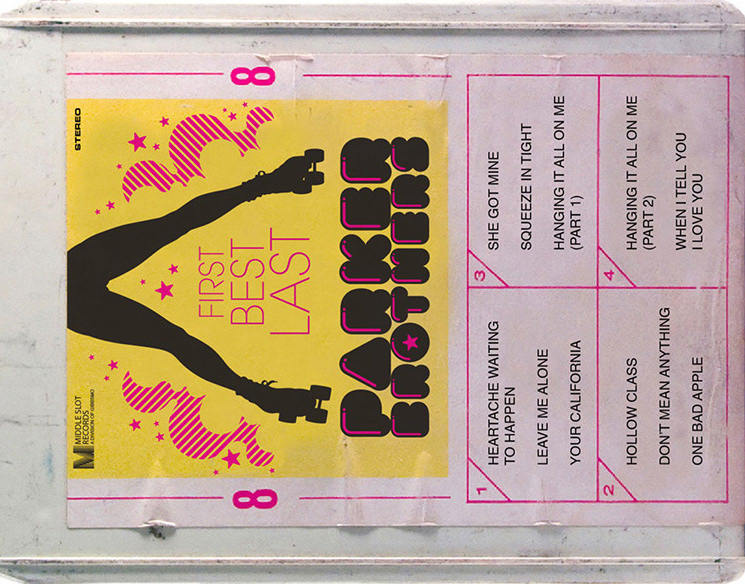 8
8
STEREO
MIDDLE SLOT
RECORDS
A DIVISION OF GIBBSMO
FIRST
BEST
LAST
PARKER
BROTHERS
1
HEARTACHE WAITING
TO HAPPEN
LEAVE ME ALONE
YOUR CALIFORNIA
2
HOLLOW CLASS
DON'T MEAN ANYTHING
ONE BAD APPLE
3
SHE GOT MINE
SQUEEZE IN TIGHT
HANGING IT ALL ON ME
(PART 1)
4
HANGING IT ALL ON ME
(PART 2)
WHEN I TELL YOU
I LOVE YOU